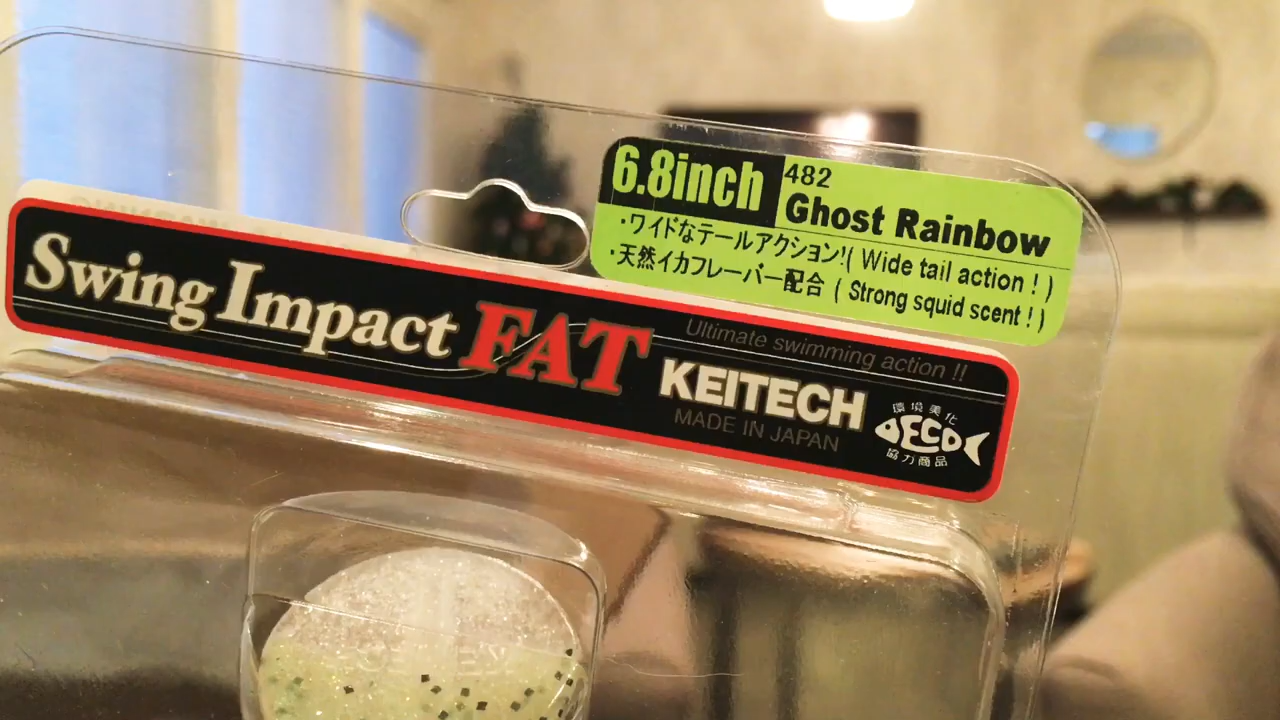 6.8inch
482
Ghost Rainbow
・ワイドなテールアクション!( Wide tail action ! )
・天然イカフレーバー配合 ( Strong squid scent ! )
Swing Impact FAT
Ultimate swimming action !!
KEITECH
MADE IN JAPAN
環境美化
ECO
協力商品